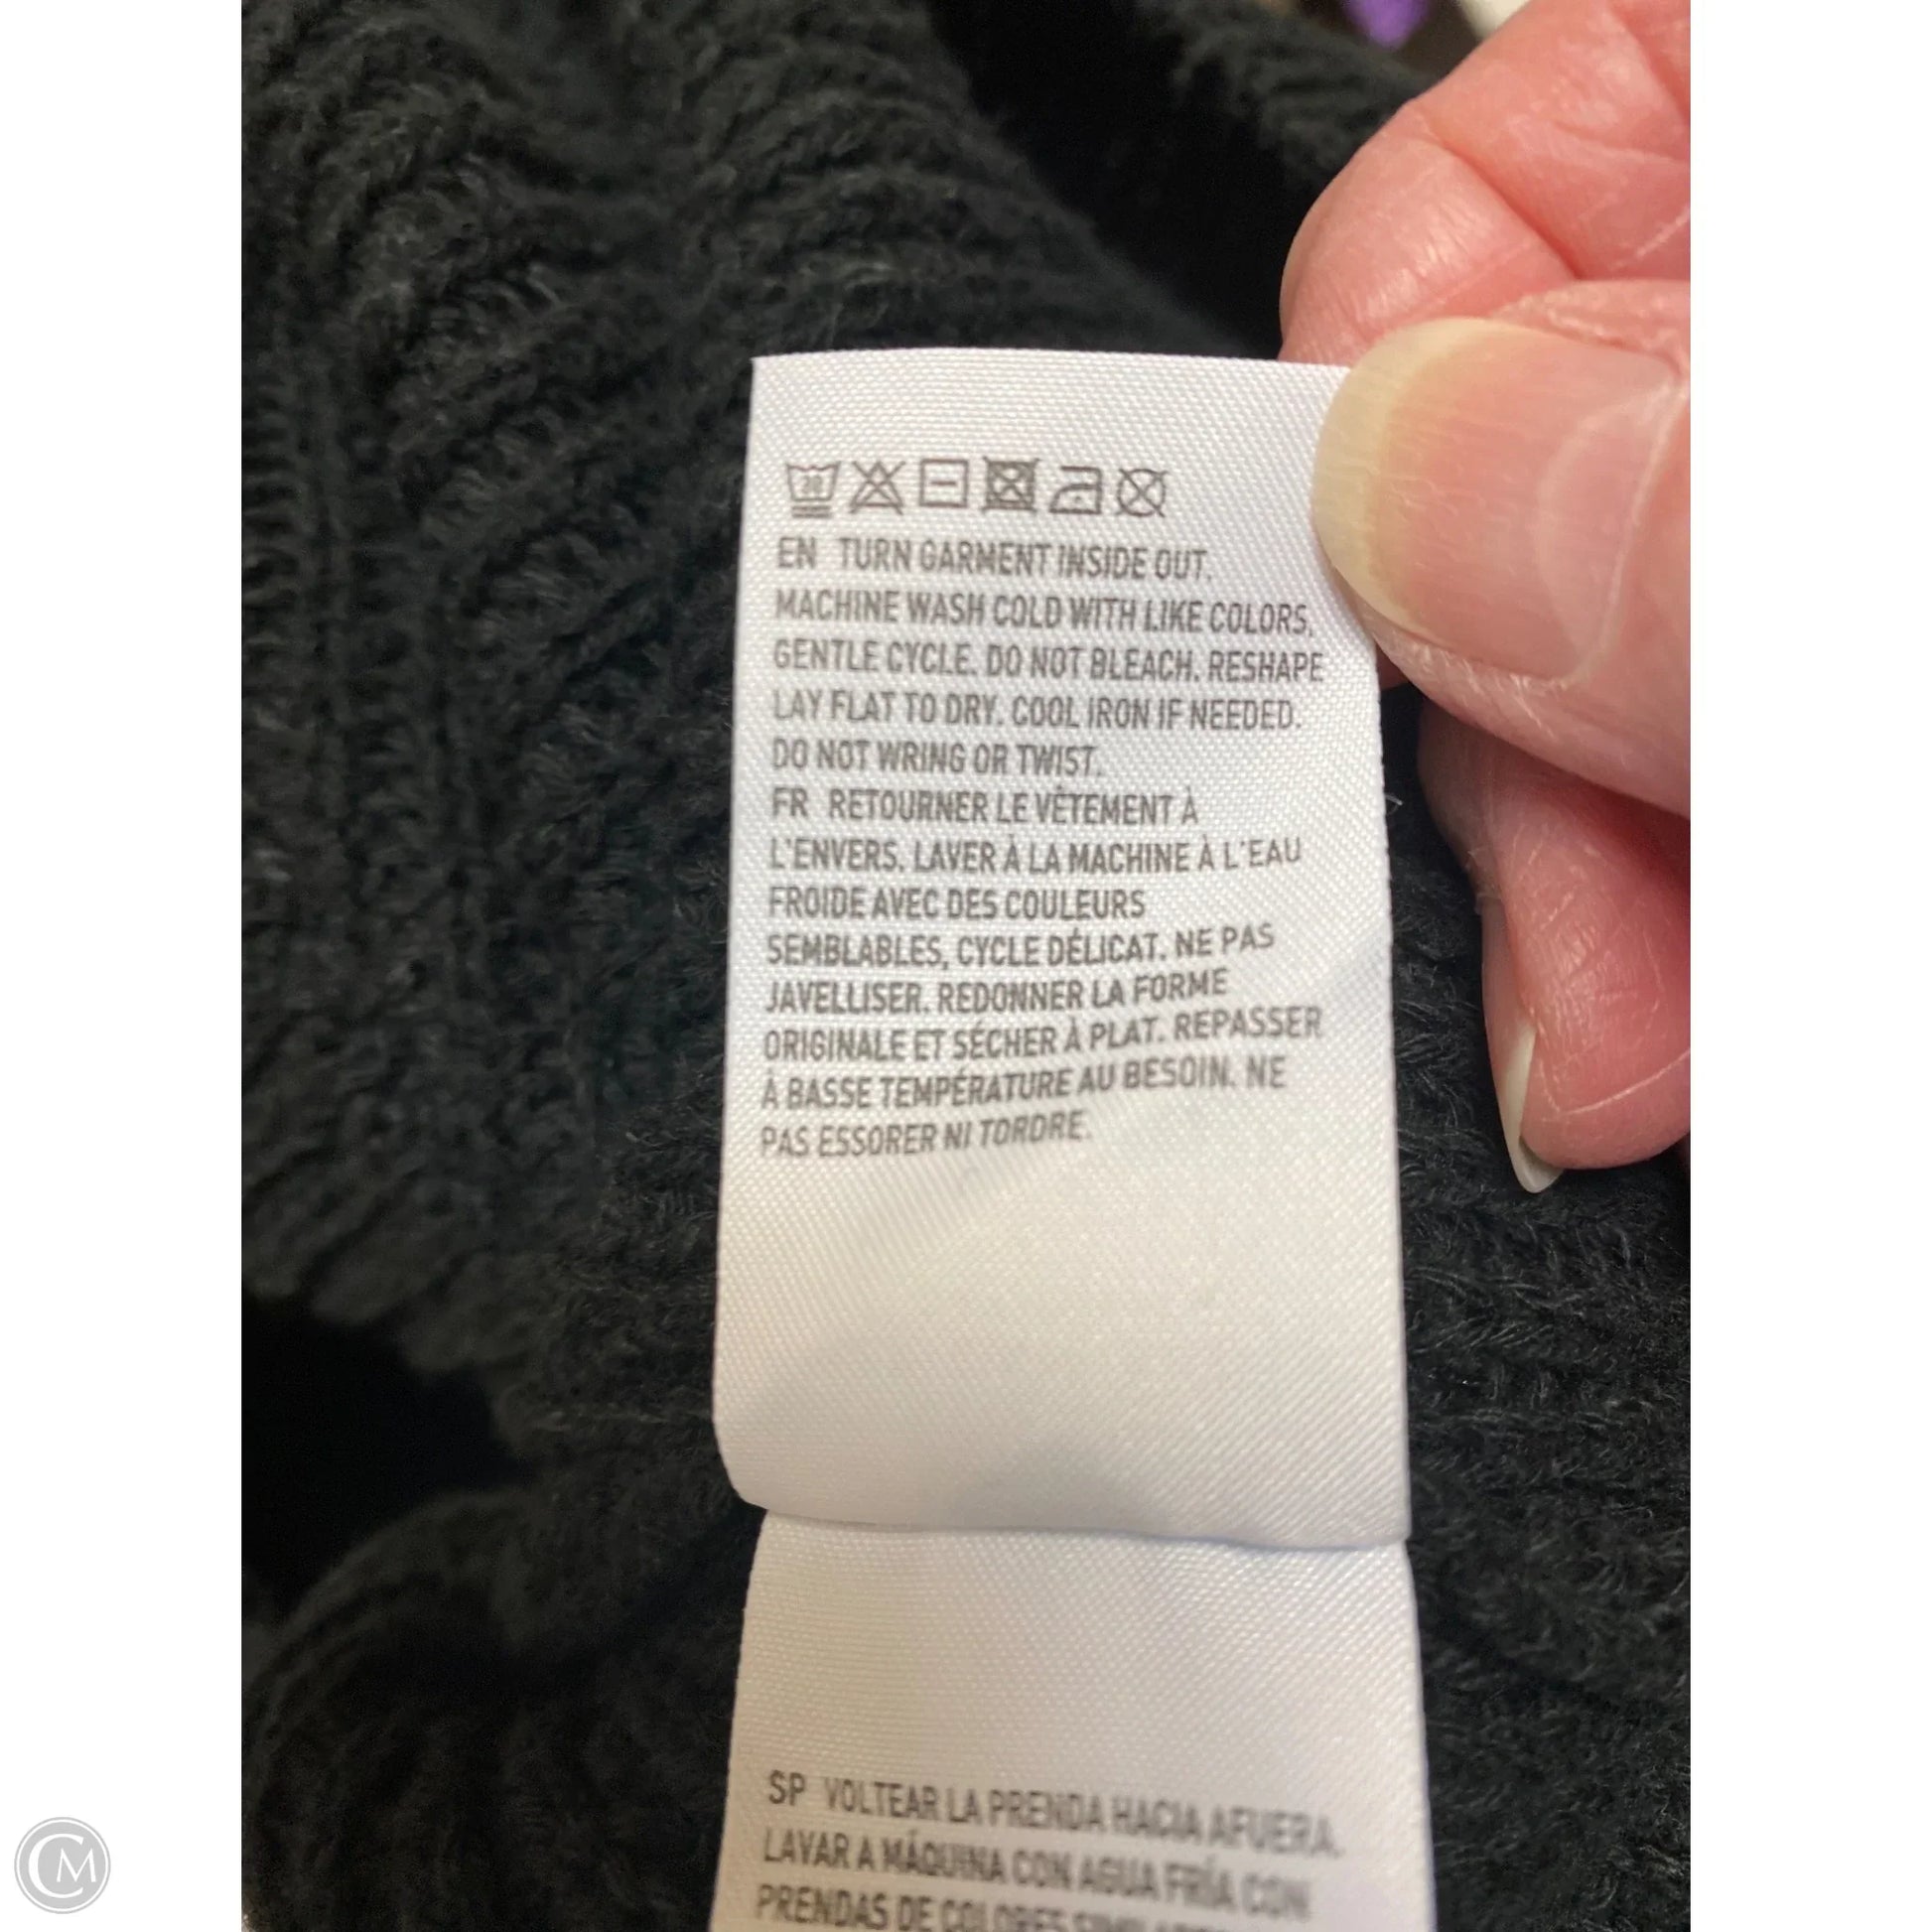 30
EN TURN GARMENT INSIDE OUT.
MACHINE WASH COLD WITH LIKE COLORS,
GENTLE CYCLE. DO NOT BLEACH. RESHAPE
LAY FLAT TO DRY. COOL IRON IF NEEDED.
DO NOT WRING OR TWIST.
FR RETOURNER LE VÊTEMENT À
L'ENVERS. LAVER À LA MACHINE À L'EAU
FROIDE AVEC DES COULEURS
SEMBLABLES, CYCLE DÉLICAT. NE PAS
JAVELLISER. REDONNER LA FORME
ORIGINALE ET SÉCHER À PLAT. REPASSER
À BASSE TEMPÉRATURE AU BESOIN. NE
PAS ESSORER NI TORDRE.
SP VOLTEAR LA PRENDA HACIA AFUERA.
LAVAR A MÁQUINA CON AGUA FRÍA CON
PRENDAS DE COLORES
CM